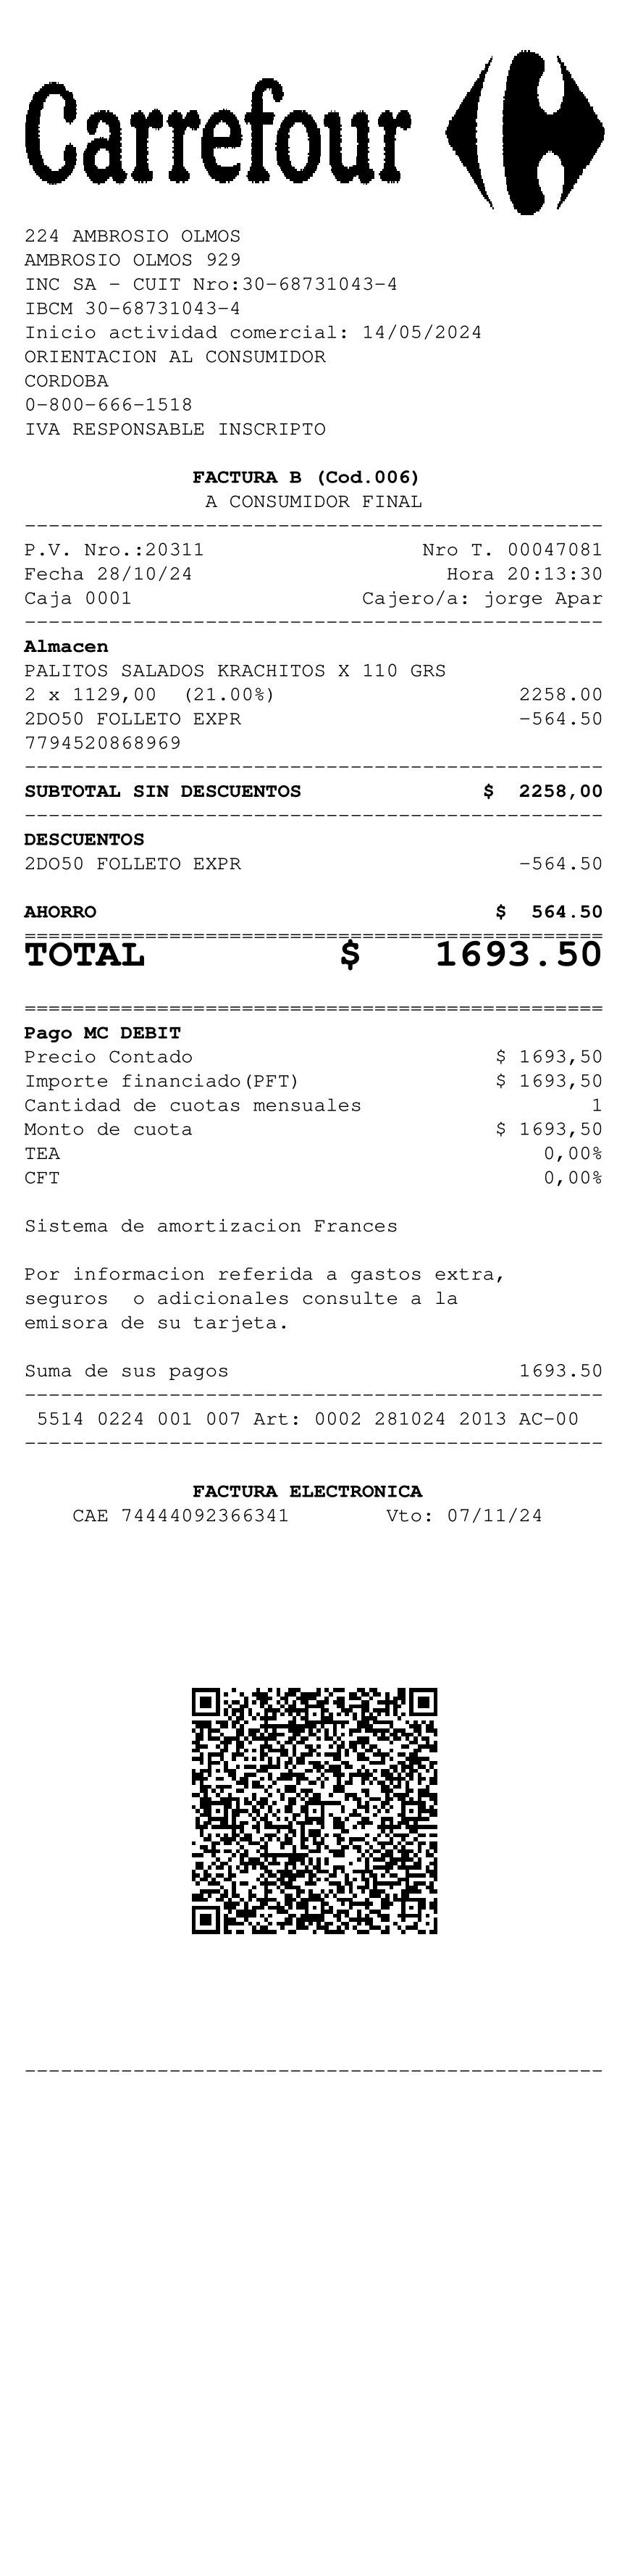 Carrefour
224 AMBROSIO OLMOS
AMBROSIO OLMOS 929
INC SA - CUIT Nro:30-68731043-4
IBCM 30-68731043-4
Inicio actividad comercial: 14/05/2024
ORIENTACION AL CONSUMIDOR
CORDOBA
0-800-666-1518
IVA RESPONSABLE INSCRIPTO
FACTURA B (Cod.006)
A CONSUMIDOR FINAL
------------------------------------------------
P.V. Nro.:20311 Nro T. 00047081
Fecha 28/10/24 Hora 20:13:30
Caja 0001 Cajero/a: jorge Apar
------------------------------------------------
Almacen
PALITOS SALADOS KRACHITOS X 110 GRS
2 x 1129,00 (21.00%) 2258.00
2DO50 FOLLETO EXPR -564.50
7794520868969
------------------------------------------------
SUBTOTAL SIN DESCUENTOS $ 2258,00
------------------------------------------------
DESCUENTOS
2DO50 FOLLETO EXPR -564.50
AHORRO $ 564.50
================================================
TOTAL $ 1693.50
================================================
Pago MC DEBIT
Precio Contado $ 1693,50
Importe financiado(PFT) $ 1693,50
Cantidad de cuotas mensuales 1
Monto de cuota $ 1693,50
TEA 0,00%
CFT 0,00%
Sistema de amortizacion Frances
Por informacion referida a gastos extra,
seguros o adicionales consulte a la
emisora de su tarjeta.
Suma de sus pagos 1693.50
------------------------------------------------
5514 0224 001 007 Art: 0002 281024 2013 AC-00
------------------------------------------------
FACTURA ELECTRONICA
CAE 74444092366341 Vto: 07/11/24
------------------------------------------------